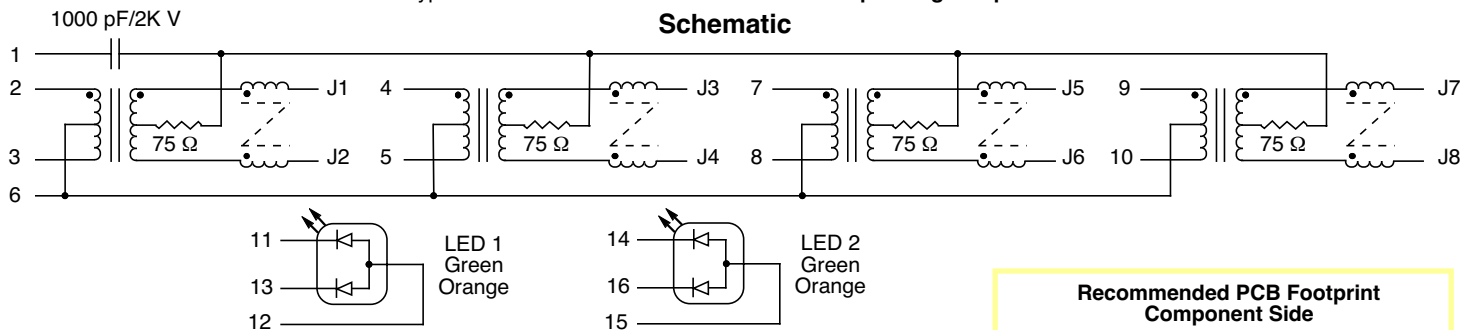 Schematic
1000 pF/2K V
1
2 J1 4 J3 7 J5 9 J7
75 Ω 75 Ω 75 Ω 75 Ω
3 J2 5 J4 8 J6 10 J8
6
11 LED 1 14 LED 2
Green Green
13 Orange 16 Orange
12 15
Recommended PCB Footprint
Component Side